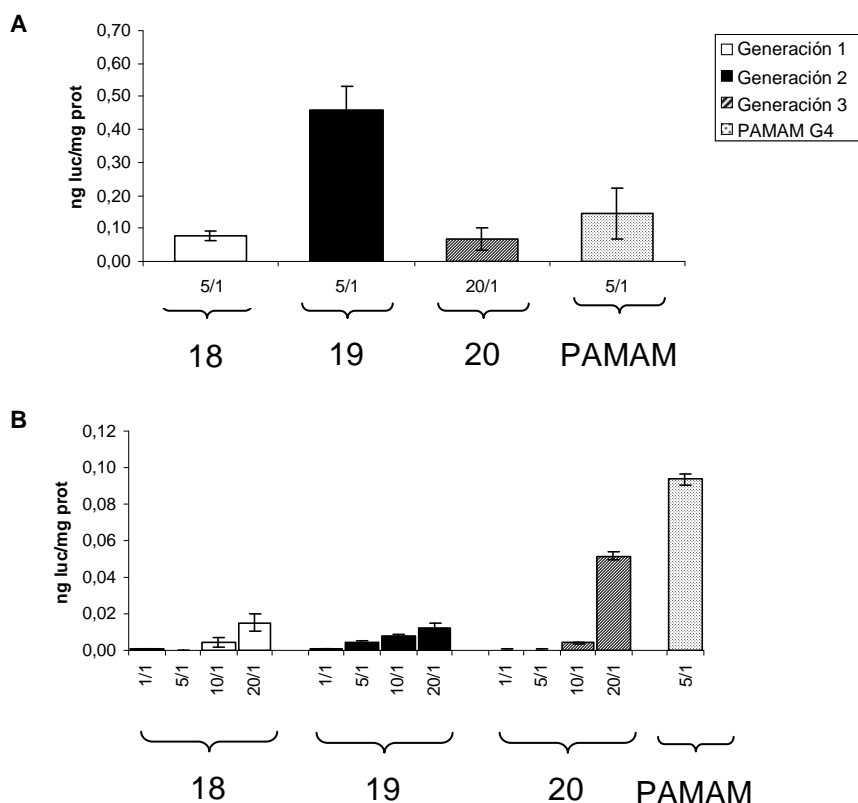 A
ng luc/mg prot
0,70
0,60
0,50
0,40
0,30
0,20
0,10
0,00
5/1 5/1 20/1 5/1
18 19 20 PAMAM
Generación 1
Generación 2
Generación 3
PAMAM G4
B
ng luc/mg prot
0,12
0,10
0,08
0,06
0,04
0,02
0,00
1/1 5/1 10/1 20/1 1/1 5/1 10/1 20/1 1/1 5/1 10/1 20/1 5/1
18 19 20 PAMAM